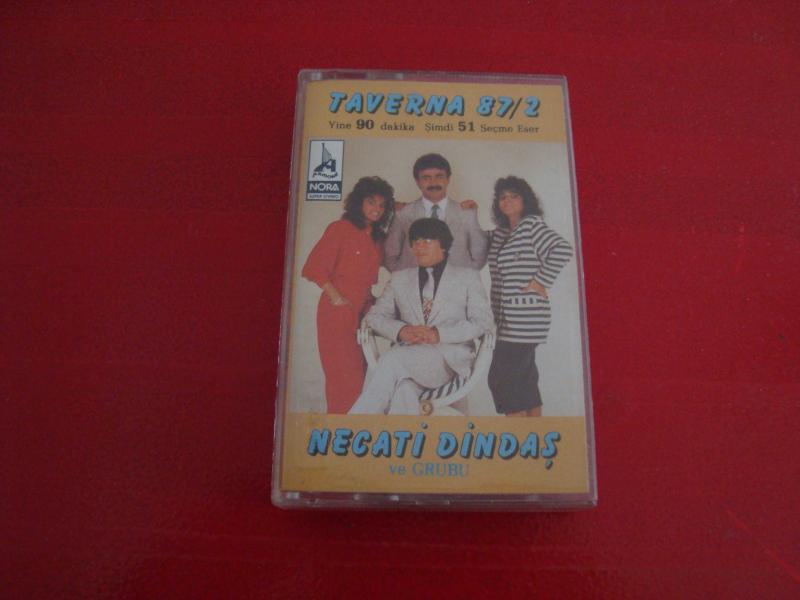 TAVERNA 87/2
Yine 90 dakika Şimdi 51 Seçme Eser
NORA
NECATİ DİNDAŞ
ve GRUBU